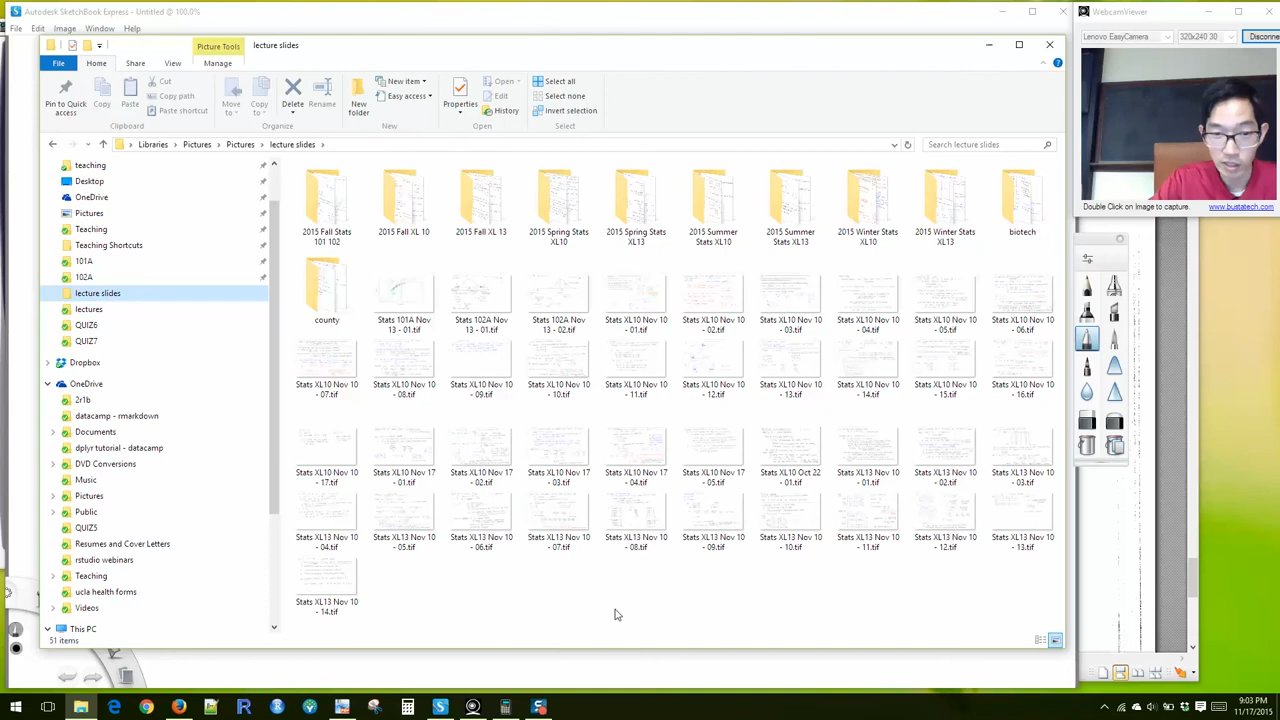 Autodesk SketchBook Express - Untitled @ 100.0%
File Edit Image Window Help
Picture Tools lecture slides
File Home Share View Manage
Pin to Quick access
Copy
Paste
Cut
Copy path
Paste shortcut
Clipboard
Move to
Copy to
Delete
Rename
Organize
New folder
New item
Easy access
New
Properties
Open
Edit
History
Open
Select all
Select none
Invert selection
Select
Libraries Pictures Pictures lecture slides
Search lecture slides
teaching
Desktop
OneDrive
Pictures
Teaching
Teaching Shortcuts
101A
102A
lecture slides
lectures
QUIZ6
QUIZ7
Dropbox
OneDrive
2r1b
datacamp - rmarkdown
Documents
dplyr tutorial - datacamp
DVD Conversions
Music
Pictures
Public
QUIZ5
Resumes and Cover Letters
rstudio webinars
Teaching
ucla health forms
Videos
This PC
51 items
2015 Fall Stats 101 102
2015 Fall XL 10
2015 Fall XL 13
2015 Spring Stats XL10
2015 Spring Stats XL13
2015 Summer Stats XL10
2015 Summer Stats XL13
2015 Winter Stats XL10
2015 Winter Stats XL13
biotech
county
Stats 101A Nov 13 - 01.tif
Stats 102A Nov 13 - 01.tif
Stats 102A Nov 13 - 02.tif
Stats XL10 Nov 10 - 01.tif
Stats XL10 Nov 10 - 02.tif
Stats XL10 Nov 10 - 03.tif
Stats XL10 Nov 10 - 04.tif
Stats XL10 Nov 10 - 05.tif
Stats XL10 Nov 10 - 06.tif
Stats XL10 Nov 10 - 07.tif
Stats XL10 Nov 10 - 08.tif
Stats XL10 Nov 10 - 09.tif
Stats XL10 Nov 10 - 10.tif
Stats XL10 Nov 10 - 11.tif
Stats XL10 Nov 10 - 12.tif
Stats XL10 Nov 10 - 13.tif
Stats XL10 Nov 10 - 14.tif
Stats XL10 Nov 10 - 15.tif
Stats XL10 Nov 10 - 16.tif
Stats XL10 Nov 10 - 17.tif
Stats XL10 Nov 17 - 01.tif
Stats XL10 Nov 17 - 02.tif
Stats XL10 Nov 17 - 03.tif
Stats XL10 Nov 17 - 04.tif
Stats XL10 Nov 17 - 05.tif
Stats XL10 Oct 22 - 01.tif
Stats XL13 Nov 10 - 01.tif
Stats XL13 Nov 10 - 02.tif
Stats XL13 Nov 10 - 03.tif
Stats XL13 Nov 10 - 04.tif
Stats XL13 Nov 10 - 05.tif
Stats XL13 Nov 10 - 06.tif
Stats XL13 Nov 10 - 07.tif
Stats XL13 Nov 10 - 08.tif
Stats XL13 Nov 10 - 09.tif
Stats XL13 Nov 10 - 10.tif
Stats XL13 Nov 10 - 11.tif
Stats XL13 Nov 10 - 12.tif
Stats XL13 Nov 10 - 13.tif
Stats XL13 Nov 10 - 14.tif
WebcamViewer
Lenovo EasyCamera 320x240 30 Disconne
Double Click on Image to capture. www.bustatech.com
9:03 PM
11/17/2015